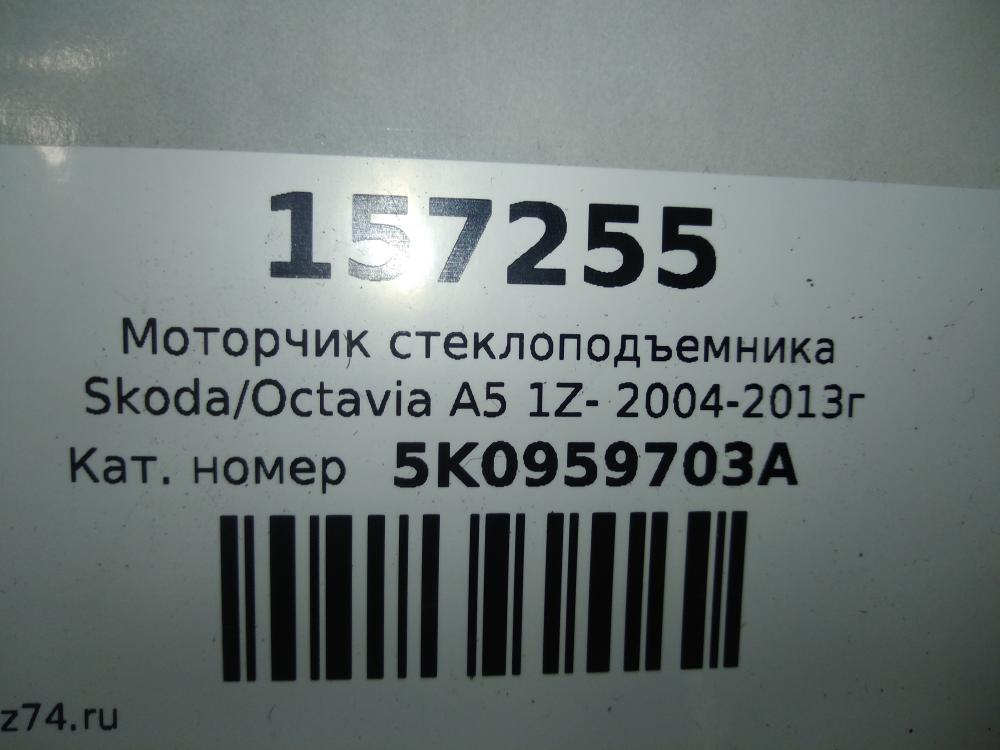 157255
Моторчик стеклоподъемника
Skoda/Octavia A5 1Z- 2004-2013г
Кат. номер 5K0959703A
z74.ru